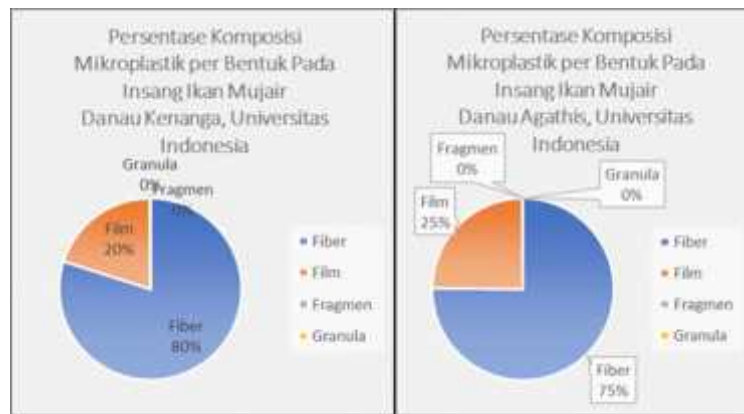 Persentase Komposisi
Mikroplastik per Bentuk Pada
Insang Ikan Mujair
Danau Kenanga, Universitas
Indonesia
Granula
0%
Fragmen
0%
Film
20%
Fiber
80%
Fiber
Film
Fragmen
Granula
Persentase Komposisi
Mikroplastik per Bentuk Pada
Insang Ikan Mujair
Danau Agathis, Universitas
Indonesia
Fragmen
0%
Granula
0%
Film
25%
Fiber
75%
Fiber
Film
Fragmen
Granula